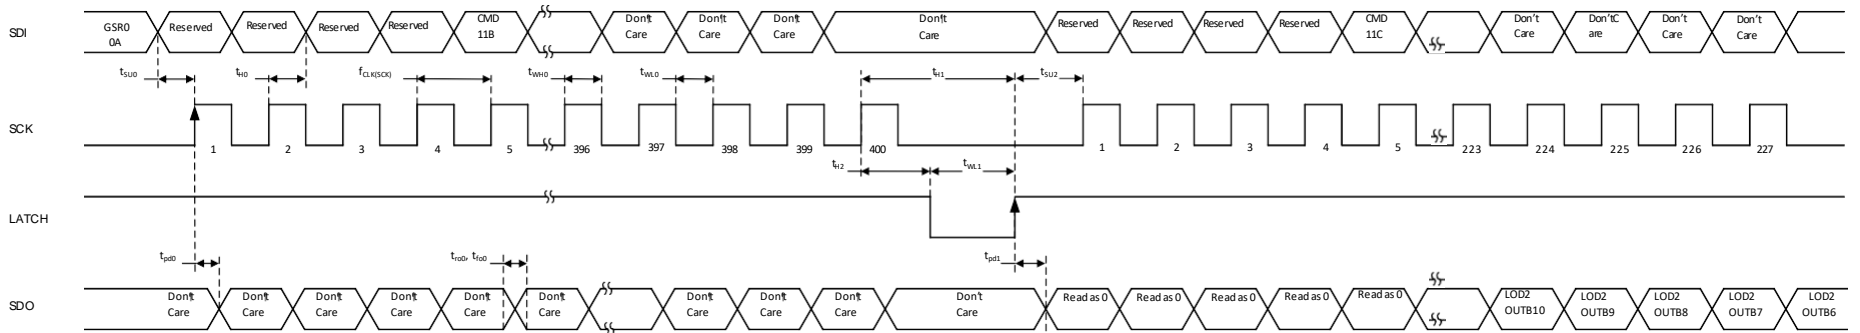 SDI
GSR0
0A
Reserved
Reserved
Reserved
Reserved
CMD
11B
Don't
Care
Don't
Care
Don't
Care
Don't
Care
Reserved
Reserved
Reserved
Reserved
CMD
11C
Don't
Care
Don'tC
are
Don't
Care
Don't
Care
tSU0
tH0
fCLK(SCK)
tWH0
tWL0
tH1
tSU2
SCK
1
2
3
4
5
396
397
398
399
400
1
2
3
4
5
223
224
225
226
227
tH2
tWL1
LATCH
tpd0
tro0, tfo0
tpd1
SDO
Don't
Care
Don't
Care
Don't
Care
Don't
Care
Don't
Care
Don't
Care
Don't
Care
Don't
Care
Don't
Care
Don't
Care
Read as 0
Read as 0
Read as 0
Read as 0
Read as 0
LOD2
OUTB10
LOD2
OUTB9
LOD2
OUTB8
LOD2
OUTB7
LOD2
OUTB6